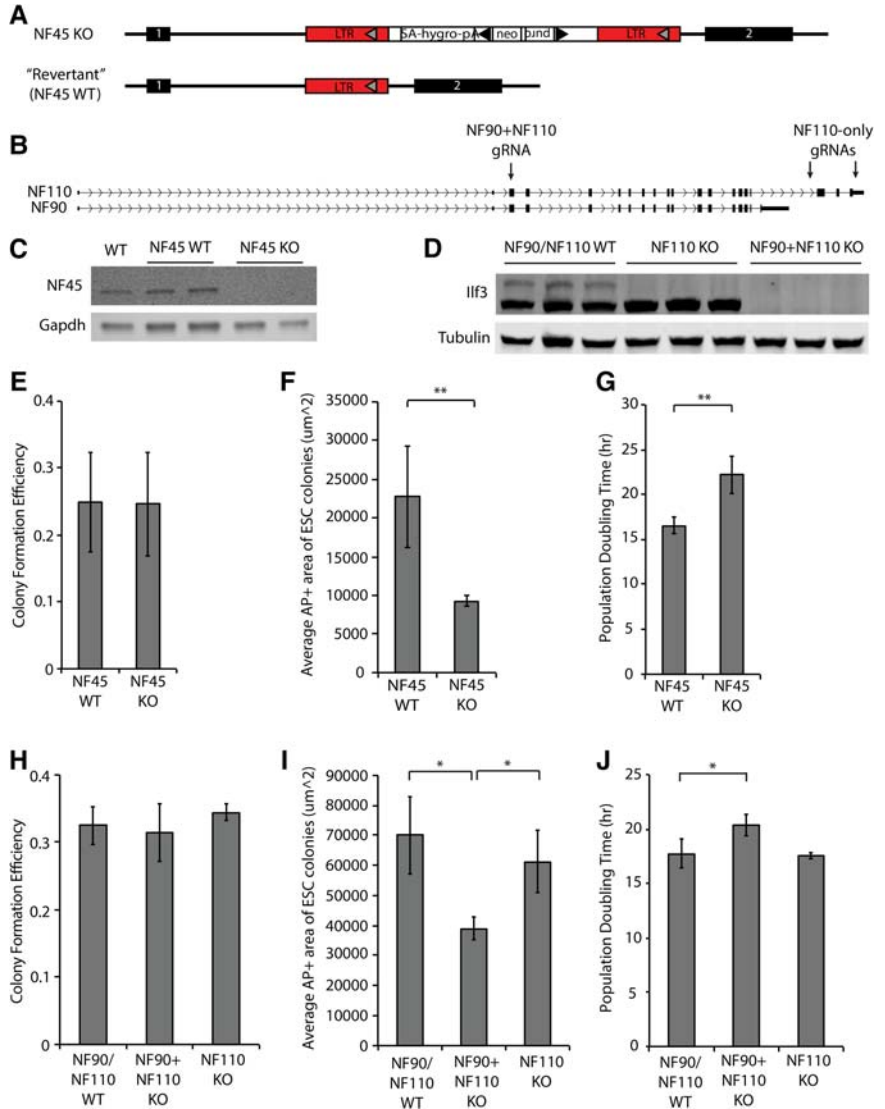 A
NF45 KO
1
LTR
SA-hygro-pA
neo
puro
LTR
2
"Revertant"
(NF45 WT)
1
LTR
2
B
NF90+NF110
gRNA
NF110-only
gRNAs
NF110
NF90
C
WT
NF45 WT
NF45 KO
NF45
Gapdh
D
NF90/NF110 WT
NF110 KO
NF90+NF110 KO
Ilf3
Tubulin
E
Colony Formation Efficiency
0.4
0.3
0.2
0.1
0
NF45
WT
NF45
KO
F
Average AP+ area of ESC colonies (um^2)
35000
30000
25000
20000
15000
10000
5000
0
**
NF45
WT
NF45
KO
G
Population Doubling Time (hr)
30
25
20
15
10
5
0
**
NF45
WT
NF45
KO
H
Colony Formation Efficiency
0.4
0.3
0.2
0.1
0
NF90/
NF110
WT
NF90+
NF110
KO
NF110
KO
I
Average AP+ area of ESC colonies (um^2)
90000
80000
70000
60000
50000
40000
30000
20000
10000
0
*
*
NF90/
NF110
WT
NF90+
NF110
KO
NF110
KO
J
Population Doubling Time (hr)
25
20
15
10
5
0
*
NF90/
NF110
WT
NF90+
NF110
KO
NF110
KO